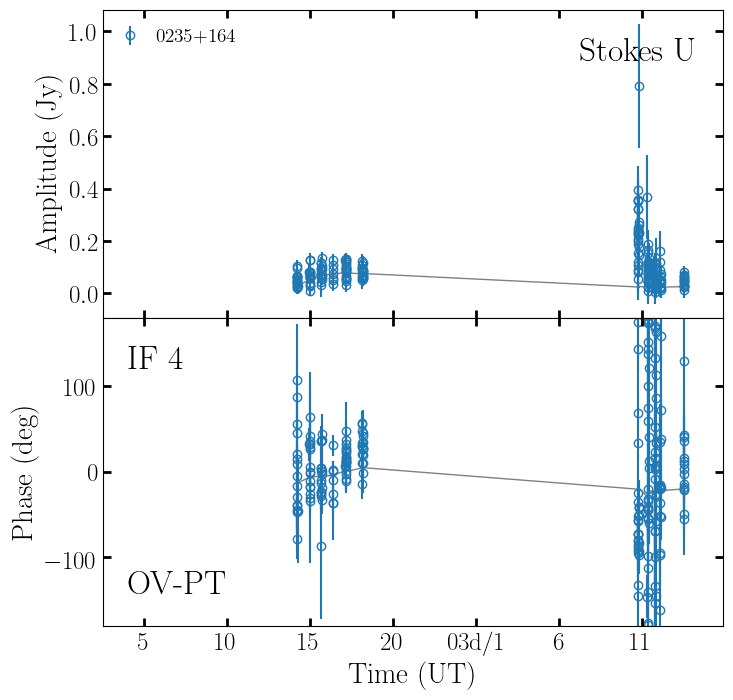 0235+164
Stokes U
1.0
0.8
0.6
0.4
0.2
0.0
Amplitude (Jy)
IF 4
100
0
−100
Phase (deg)
OV-PT
5 10 15 20 03d/1 6 11
Time (UT)